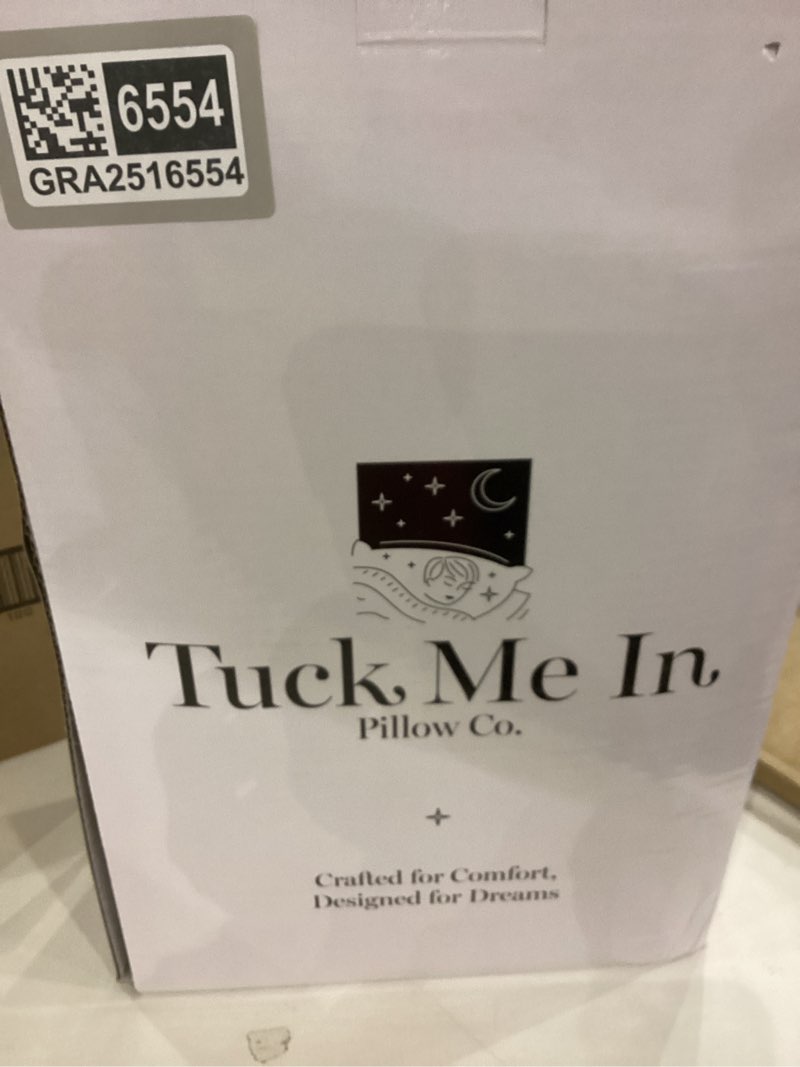 6554
GRA2516554
Tuck Me In
Pillow Co.
Crafted for Comfort,
Designed for Dreams